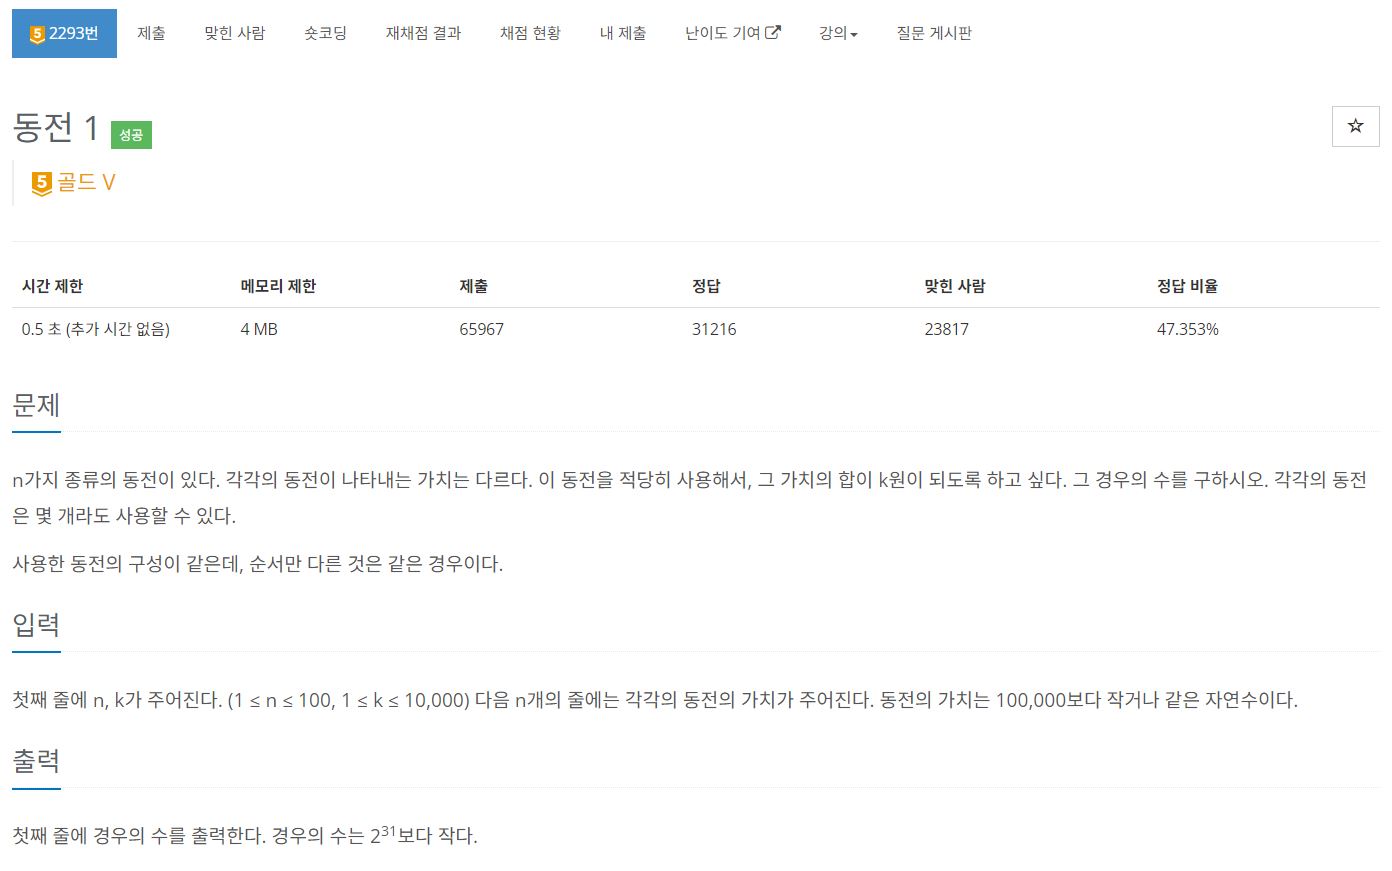 5 2293번 제출 맞힌 사람 숏코딩 재채점 결과 채점 현황 내 제출 난이도 기여 강의 질문 게시판
동전 1 성공
5 골드 V
시간 제한 메모리 제한 제출 정답 맞힌 사람 정답 비율
0.5 초 (추가 시간 없음) 4 MB 65967 31216 23817 47.353%
문제
n가지 종류의 동전이 있다. 각각의 동전이 나타내는 가치는 다르다. 이 동전을 적당히 사용해서, 그 가치의 합이 k원이 되도록 하고 싶다. 그 경우의 수를 구하시오. 각각의 동전
은 몇 개라도 사용할 수 있다.
사용한 동전의 구성이 같은데, 순서만 다른 것은 같은 경우이다.
입력
첫째 줄에 n, k가 주어진다. (1 ≤ n ≤ 100, 1 ≤ k ≤ 10,000) 다음 n개의 줄에는 각각의 동전의 가치가 주어진다. 동전의 가치는 100,000보다 작거나 같은 자연수이다.
출력
첫째 줄에 경우의 수를 출력한다. 경우의 수는 2³¹보다 작다.